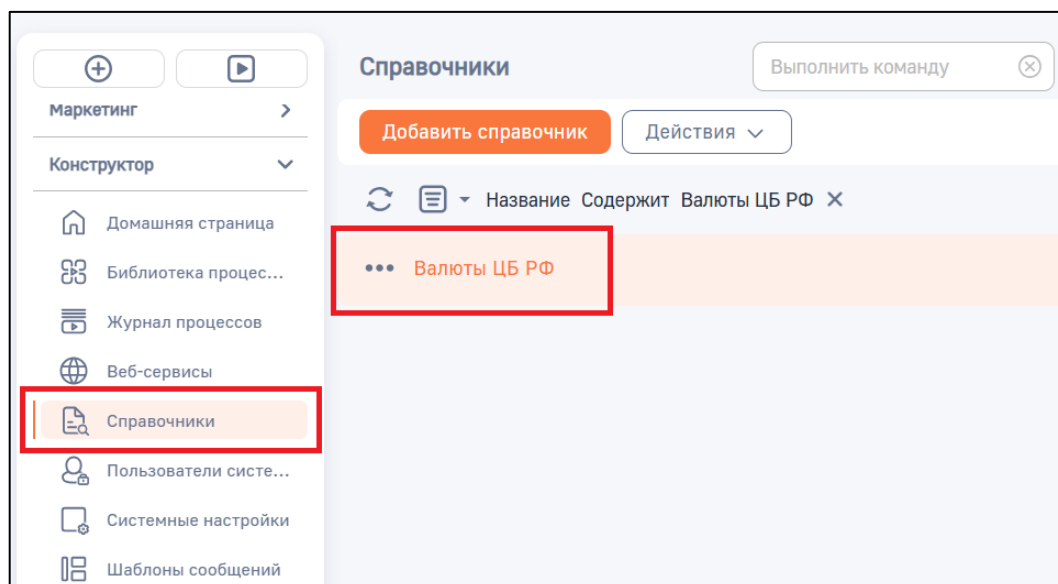 Справочники
Выполнить команду
Маркетинг
Добавить справочник
Действия
Конструктор
Название Содержит Валюты ЦБ РФ
Домашняя страница
Валюты ЦБ РФ
Библиотека процес...
Журнал процессов
Веб-сервисы
Справочники
Пользователи систе...
Системные настройки
Шаблоны сообщений